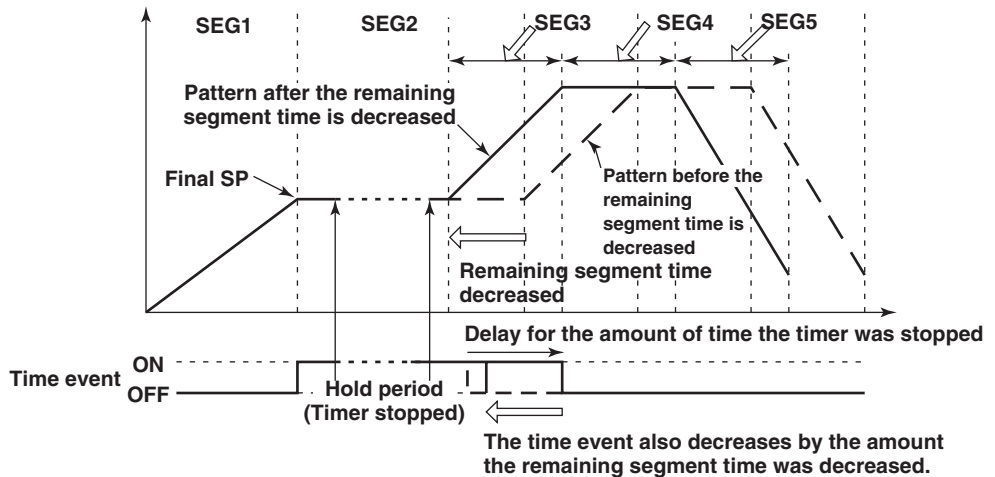 SEG1
SEG2
SEG3
SEG4
SEG5
Pattern after the remaining
segment time is decreased
Final SP
Pattern before the
remaining
segment time is
decreased
Remaining segment time
decreased
Delay for the amount of time the timer was stopped
ON
Time event
OFF
Hold period
(Timer stopped)
The time event also decreases by the amount
the remaining segment time was decreased.